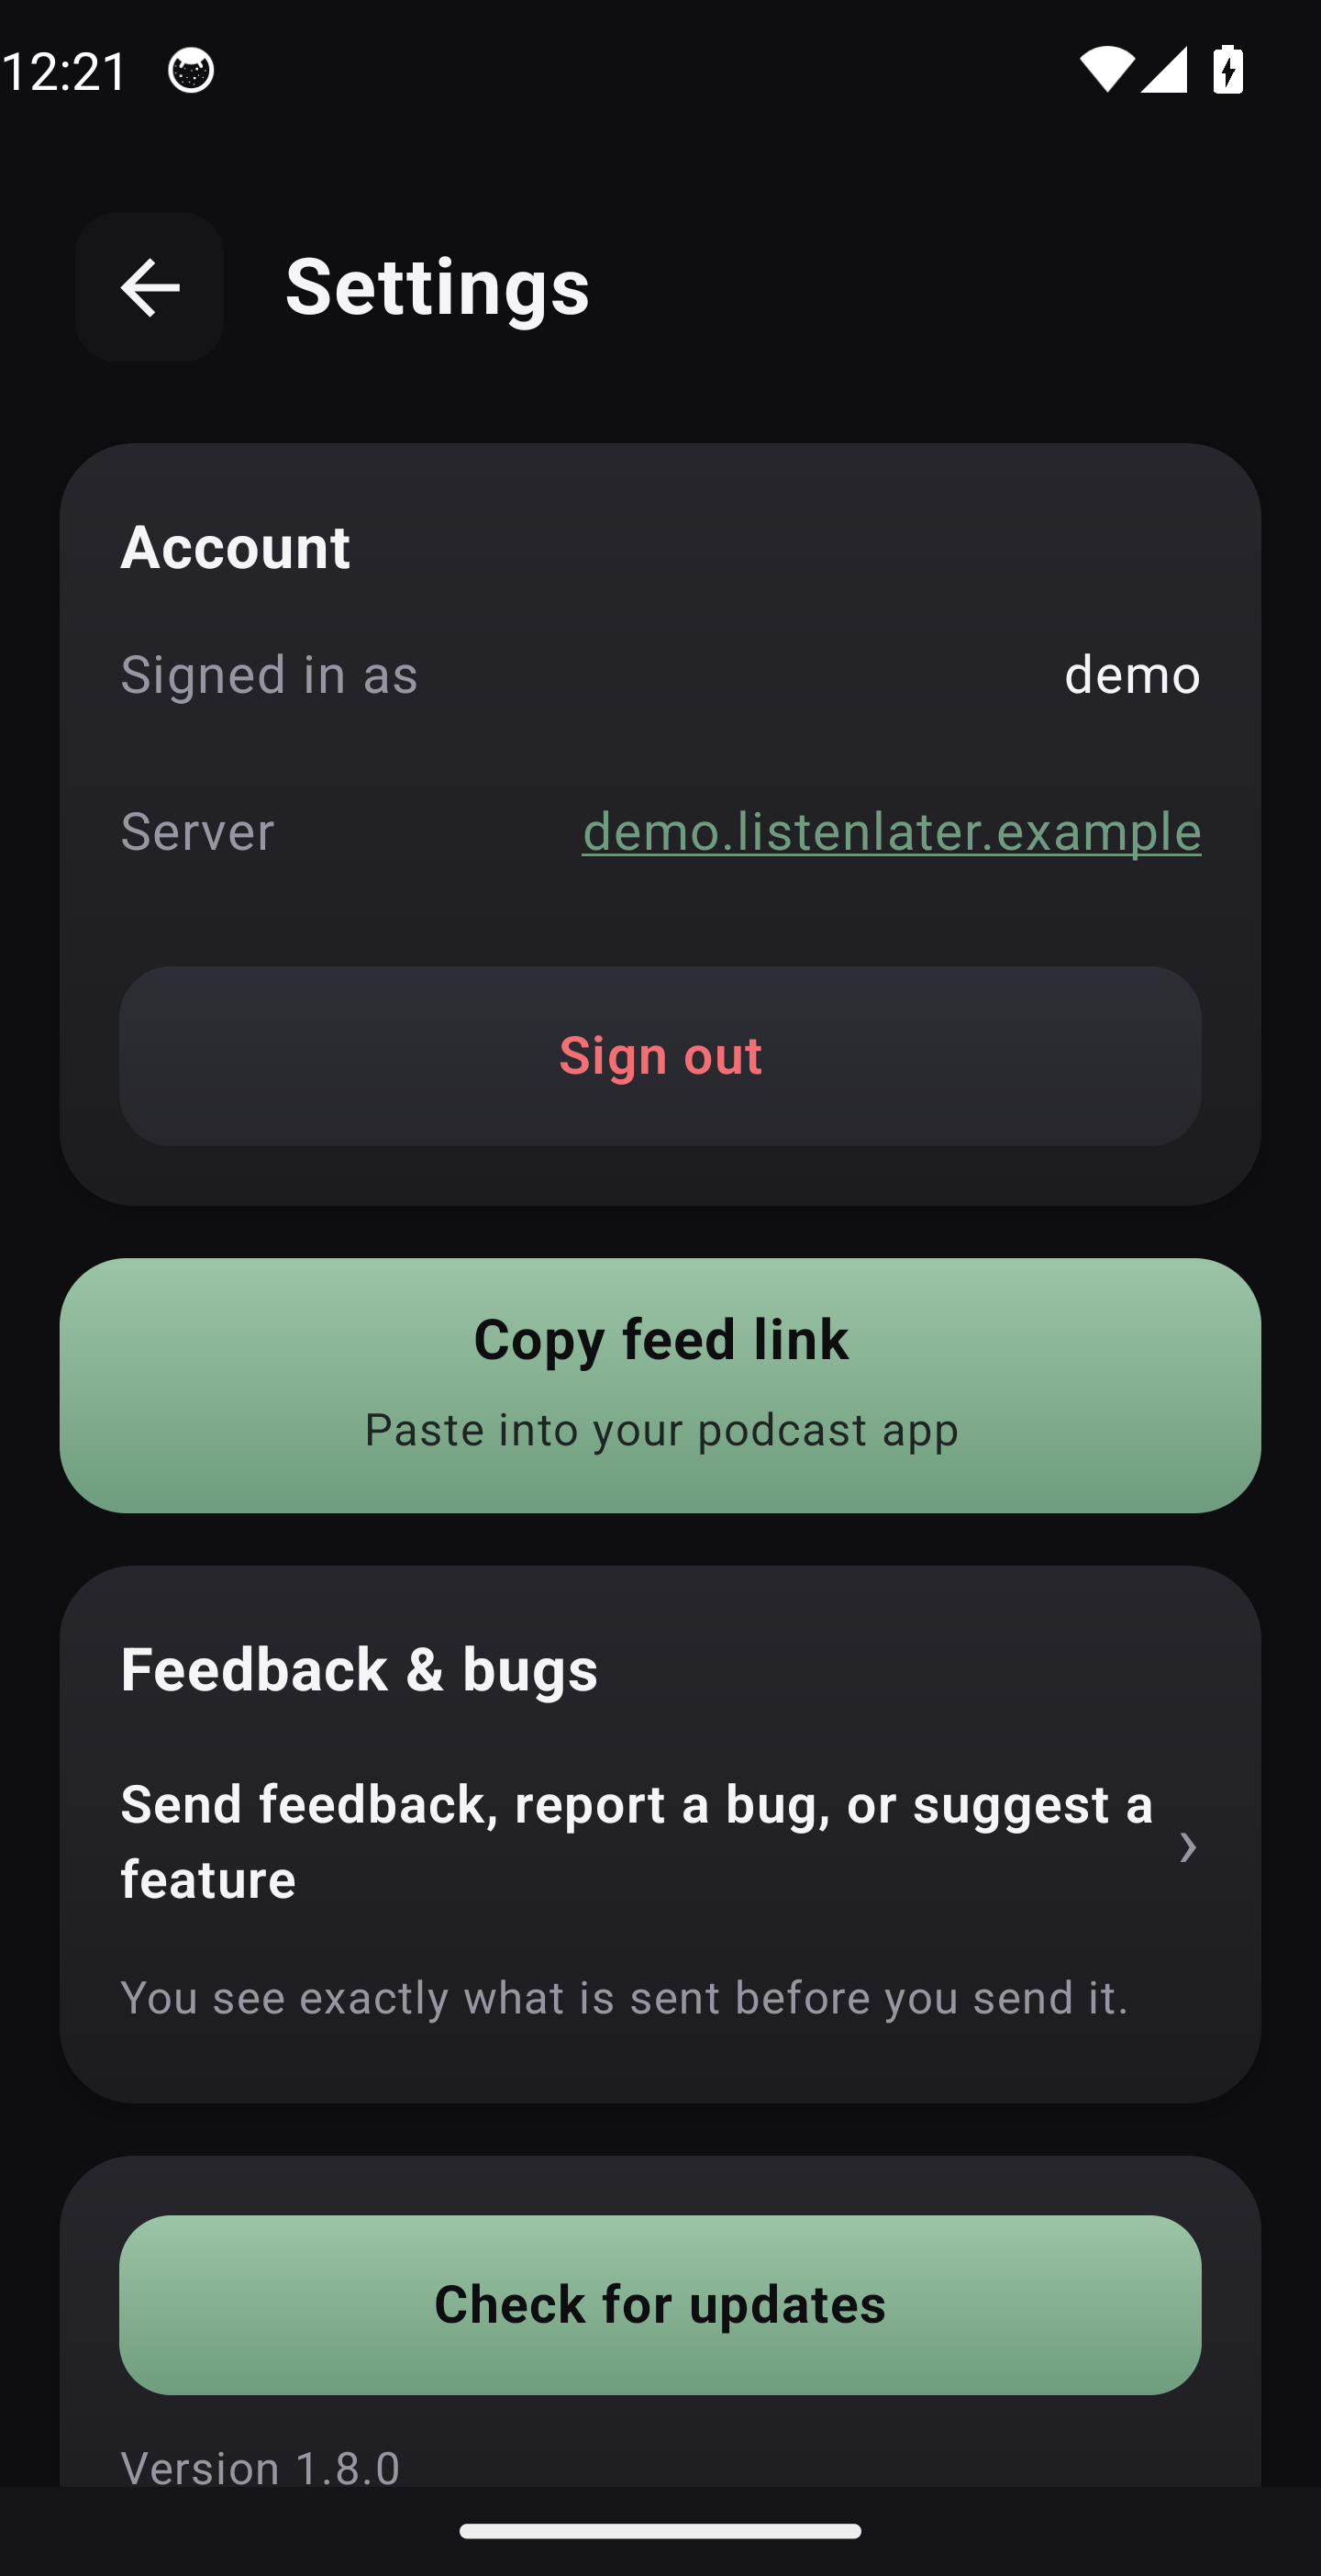 12:21
Settings
Account
Signed in as
demo
Server
demo.listenlater.example
Sign out
Copy feed link
Paste into your podcast app
Feedback & bugs
Send feedback, report a bug, or suggest a
feature
›
You see exactly what is sent before you send it.
Check for updates
Version 1.8.0